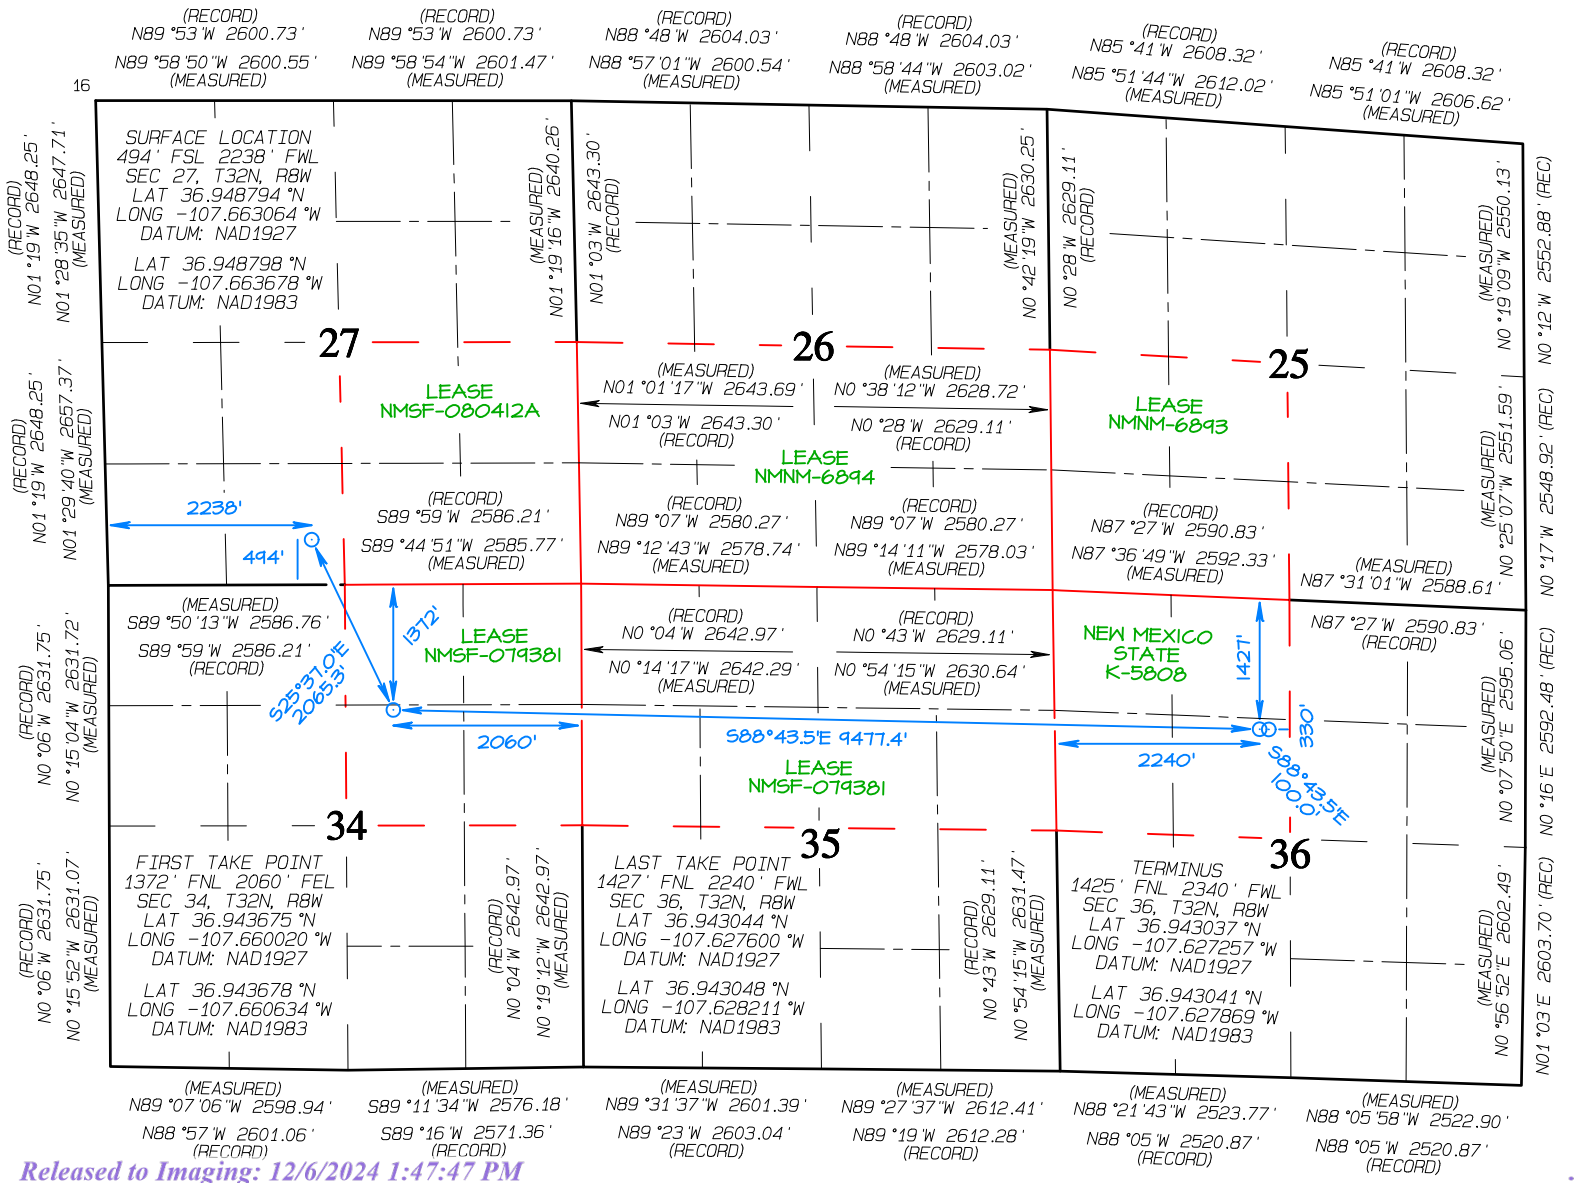 (RECORD)
N89°53'W 2600.73'
N89°58'50"W 2600.55'
(MEASURED)
(RECORD)
N89°53'W 2600.73'
N89°58'54"W 2601.47'
(MEASURED)
(RECORD)
N88°48'W 2604.03'
N88°57'01"W 2600.54'
(MEASURED)
(RECORD)
N88°48'W 2604.03'
N88°58'44"W 2603.02'
(MEASURED)
(RECORD)
N85°41'W 2608.32'
N85°51'44"W 2612.02'
(MEASURED)
(RECORD)
N85°41'W 2608.32'
N85°51'01"W 2606.62'
(MEASURED)
16
(RECORD)
N01°19'W 2648.25'
N01°28'35"W 2647.71'
(MEASURED)
SURFACE LOCATION
494' FSL 2238' FWL
SEC 27, T32N, R8W
LAT 36.948794°N
LONG -107.663064°W
DATUM: NAD1927
LAT 36.948798°N
LONG -107.663678°W
DATUM: NAD1983
(MEASURED)
N01°19'16"W 2640.26'
N01°03'W 2643.30'
(RECORD)
(MEASURED)
N0°42'19"W 2630.25'
N0°28'W 2629.11'
(RECORD)
(MEASURED)
N0°19'09"W 2550.13'
N0°12'W 2552.88' (REC)
27
26
25
(RECORD)
N01°19'W 2648.25'
N01°29'40"W 2657.37'
(MEASURED)
LEASE
NMSF-080412A
(MEASURED)
N01°01'17"W 2643.69'
N01°03'W 2643.30'
(RECORD)
(MEASURED)
N0°38'12"W 2628.72'
N0°28'W 2629.11'
(RECORD)
LEASE
NMNM-6893
LEASE
NMNM-6894
(MEASURED)
N0°25'07"W 2551.59'
N0°17'W 2548.92' (REC)
2238'
494'
(RECORD)
S89°59'W 2586.21'
S89°44'51"W 2585.77'
(MEASURED)
(RECORD)
N89°07'W 2580.27'
N89°12'43"W 2578.74'
(MEASURED)
(RECORD)
N89°07'W 2580.27'
N89°14'11"W 2578.03'
(MEASURED)
(RECORD)
N87°27'W 2590.83'
N87°36'49"W 2592.33'
(MEASURED)
(MEASURED)
N87°31'01"W 2588.61'
N87°27'W 2590.83'
(RECORD)
(MEASURED)
S89°50'13"W 2586.76'
S89°59'W 2586.21'
(RECORD)
(RECORD)
N0°06'W 2631.75'
N0°15'04"W 2631.72'
(MEASURED)
S25°37.0'E
2065.3'
1372'
LEASE
NMSF-079381
(RECORD)
N0°04'W 2642.97'
N0°14'17"W 2642.29'
(MEASURED)
(RECORD)
N0°43'W 2629.11'
N0°54'15"W 2630.64'
(MEASURED)
NEW MEXICO
STATE
K-5808
1427'
330'
(MEASURED)
N0°07'50"E 2595.06'
N0°16'E 2592.48' (REC)
2060'
S88°43.5'E 9477.4'
2240'
S88°43.5'E
100.0'
LEASE
NMSF-079381
34
35
36
(RECORD)
N0°06'W 2631.75'
N0°15'52"W 2631.07'
(MEASURED)
FIRST TAKE POINT
1372' FNL 2060' FEL
SEC 34, T32N, R8W
LAT 36.943675°N
LONG -107.660020°W
DATUM: NAD1927
LAT 36.943678°N
LONG -107.660634°W
DATUM: NAD1983
(RECORD)
N0°04'W 2642.97'
N0°19'12"W 2642.97'
(MEASURED)
LAST TAKE POINT
1427' FNL 2240' FWL
SEC 36, T32N, R8W
LAT 36.943044°N
LONG -107.627600°W
DATUM: NAD1927
LAT 36.943048°N
LONG -107.628211°W
DATUM: NAD1983
(RECORD)
N0°43'W 2629.11'
N0°54'15"W 2631.47'
(MEASURED)
TERMINUS
1425' FNL 2340' FWL
SEC 36, T32N, R8W
LAT 36.943037°N
LONG -107.627257°W
DATUM: NAD1927
LAT 36.943041°N
LONG -107.627869°W
DATUM: NAD1983
(MEASURED)
N0°56'52"E 2602.49'
N01°03'E 2603.70' (REC)
(MEASURED)
N89°07'06"W 2598.94'
N88°57'W 2601.06'
(RECORD)
(MEASURED)
S89°11'34"W 2576.18'
S89°16'W 2571.36'
(RECORD)
(MEASURED)
N89°31'37"W 2601.39'
N89°23'W 2603.04'
(RECORD)
(MEASURED)
N89°27'37"W 2612.41'
N89°19'W 2612.28'
(RECORD)
(MEASURED)
N88°21'43"W 2523.77'
N88°05'W 2520.87'
(RECORD)
(MEASURED)
N88°05'58"W 2522.90'
N88°05'W 2520.87'
(RECORD)
Released to Imaging: 12/6/2024 1:47:47 PM